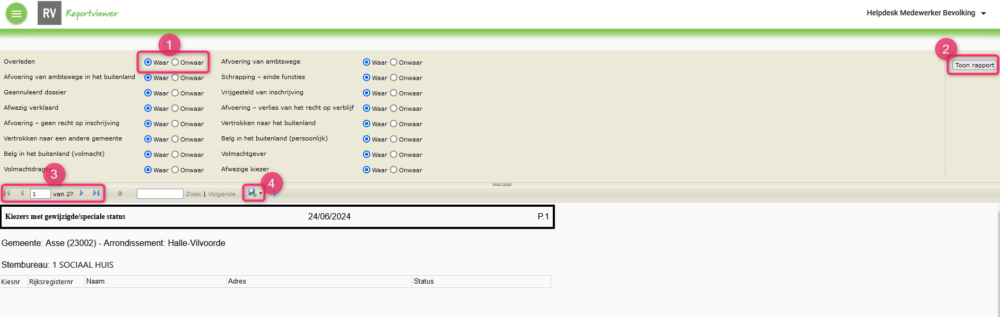 RV Reportviewer
Helpdesk Medewerker Bevolking
1
2
Overleden Waar Onwaar Afvoering van ambtswege Waar Onwaar
Toon rapport
Afvoering van ambtswege in het buitenland Waar Onwaar Schrapping – einde functies Waar Onwaar
Geannuleerd dossier Waar Onwaar Vrijgesteld van inschrijving Waar Onwaar
Afwezig verklaard Waar Onwaar Afvoering – verlies van het recht op verblijf Waar Onwaar
Afvoering – geen recht op inschrijving Waar Onwaar Vertrokken naar het buitenland Waar Onwaar
Vertrokken naar een andere gemeente Waar Onwaar Belg in het buitenland (persoonlijk) Waar Onwaar
Belg in het buitenland (volmacht) Waar Onwaar Volmachtgever Waar Onwaar
Volmachtdrager Waar Onwaar Afwezige kiezer Waar Onwaar
3
4
1 van 2? Zoek | Volgende
Kiezers met gewijzigde/speciale status 24/06/2024 P.1
Gemeente: Asse (23002) - Arrondissement: Halle-Vilvoorde
Stembureau: 1 SOCIAAL HUIS
Kiesnr Rijksregisternr Naam Adres Status